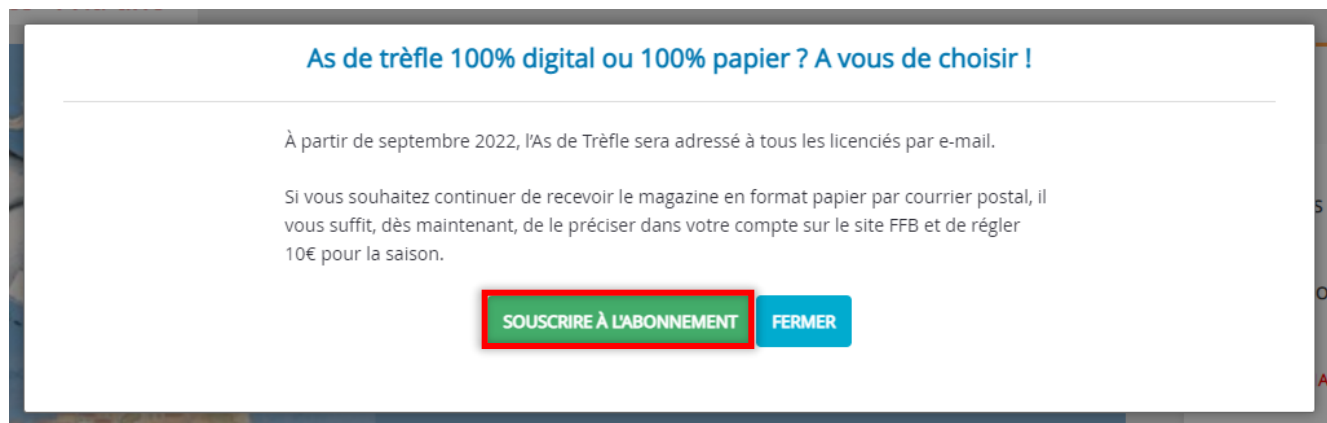 As de trèfle 100% digital ou 100% papier ? A vous de choisir !
À partir de septembre 2022, l'As de Trèfle sera adressé à tous les licenciés par e-mail.
Si vous souhaitez continuer de recevoir le magazine en format papier par courrier postal, il
vous suffit, dès maintenant, de le préciser dans votre compte sur le site FFB et de régler
10€ pour la saison.
SOUSCRIRE À L'ABONNEMENT FERMER